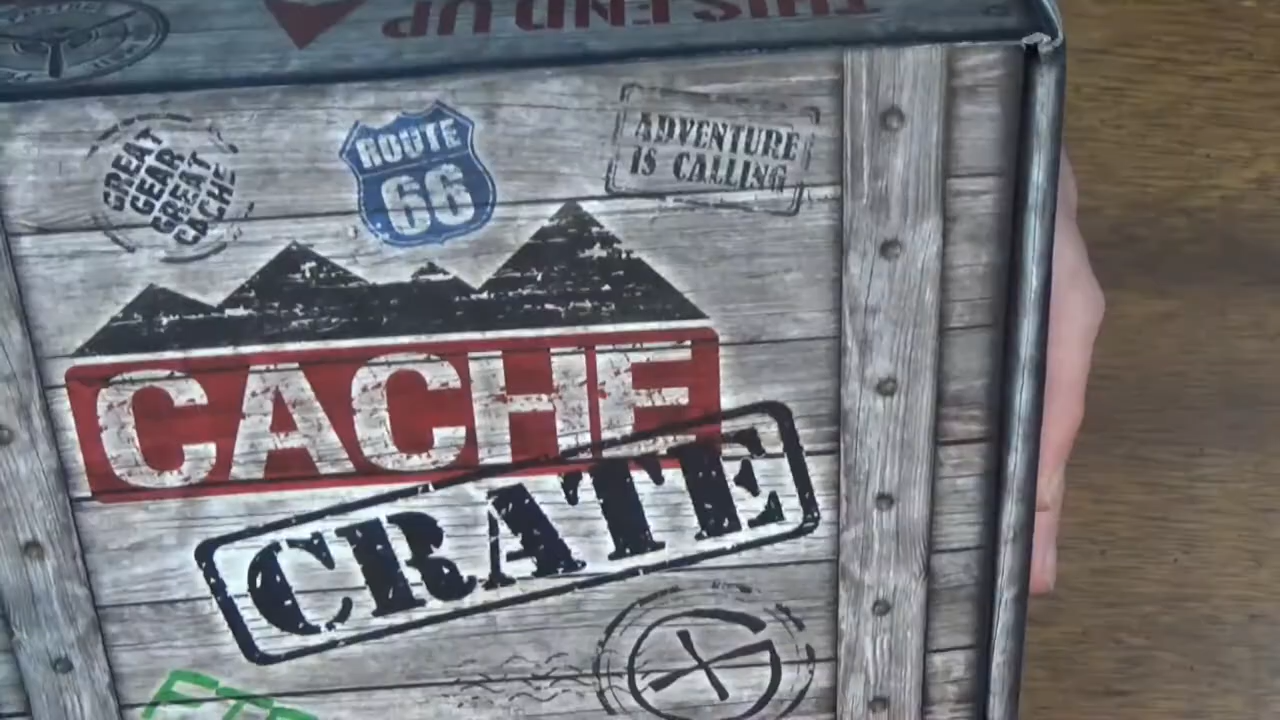 THIS END UP
GREAT
GEAR
GREAT
CACHE
ROUTE
66
ADVENTURE
IS CALLING
CACHE
CRATE